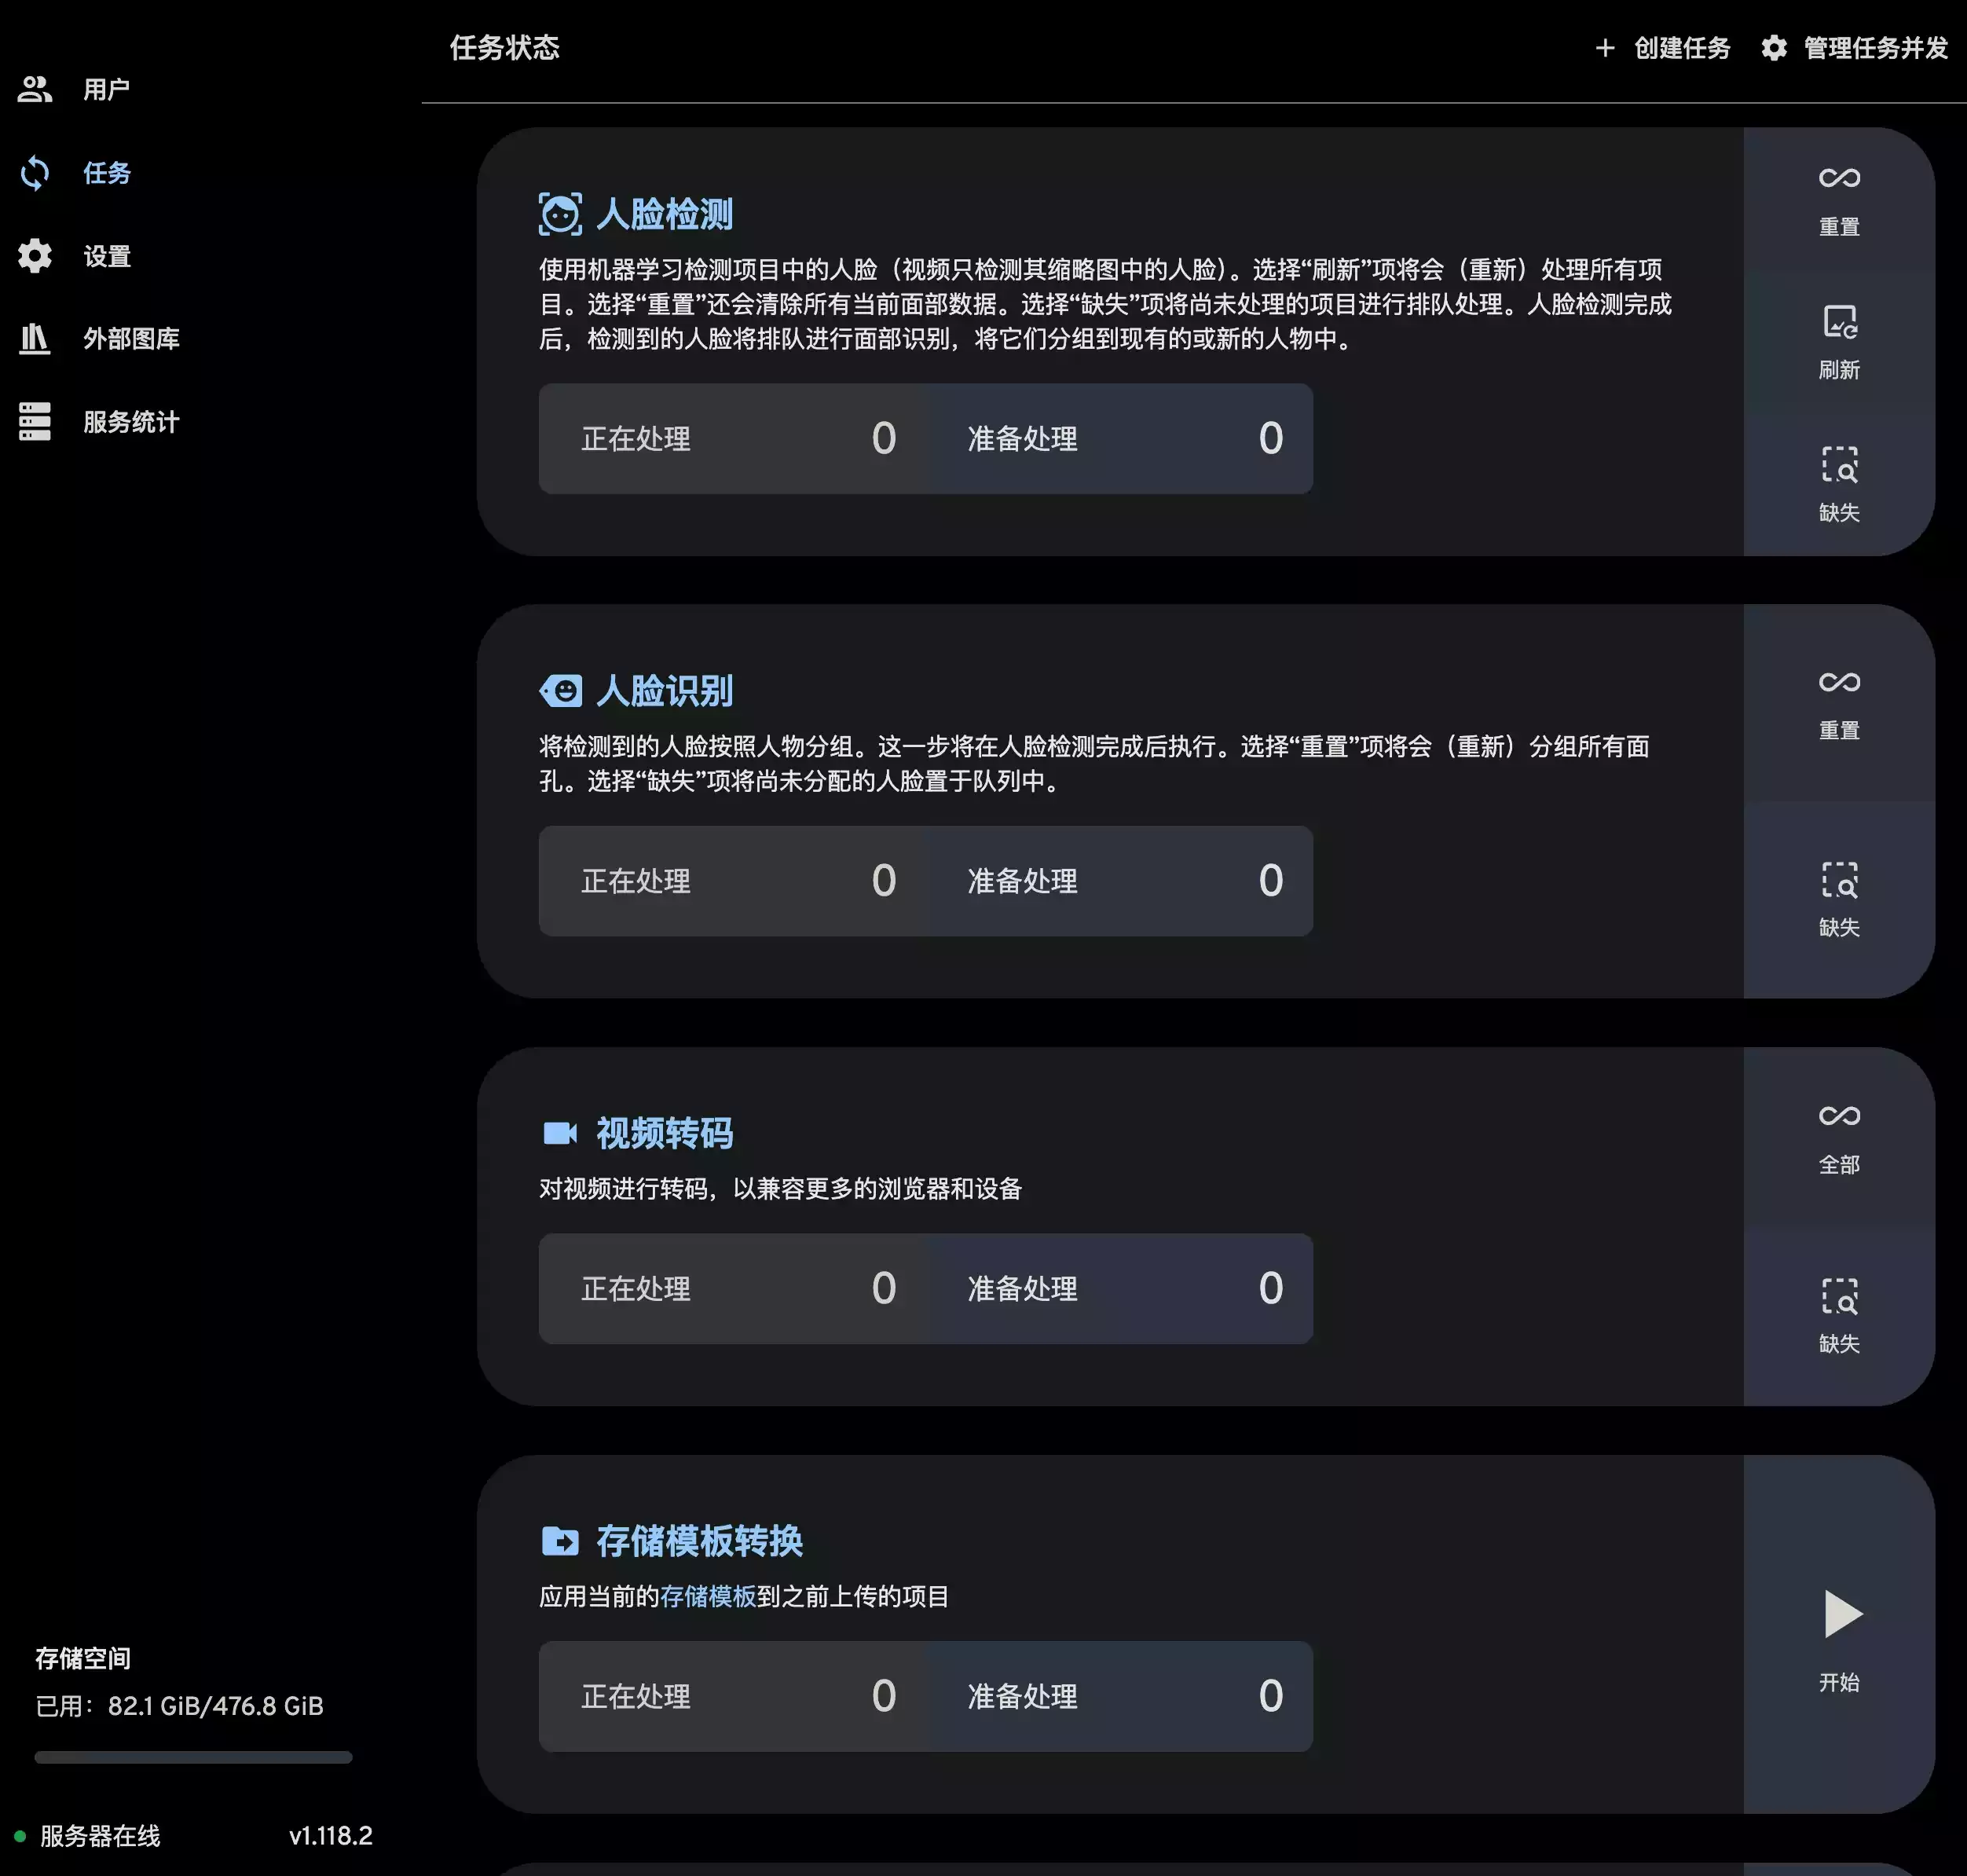 用户
任务
设置
外部图库
服务统计
存储空间
已用：82.1 GiB/476.8 GiB
服务器在线
v1.118.2
任务状态
创建任务
管理任务并发
人脸检测
使用机器学习检测项目中的人脸（视频只检测其缩略图中的人脸）。选择“刷新”项将会（重新）处理所有项
目。选择“重置”还会清除所有当前面部数据。选择“缺失”项将尚未处理的项目进行排队处理。人脸检测完成
后，检测到的人脸将排队进行面部识别，将它们分组到现有的或新的人物中。
正在处理 0
准备处理 0
重置
刷新
缺失
人脸识别
将检测到的人脸按照人物分组。这一步将在人脸检测完成后执行。选择“重置”项将会（重新）分组所有面
孔。选择“缺失”项将尚未分配的人脸置于队列中。
正在处理 0
准备处理 0
重置
缺失
视频转码
对视频进行转码，以兼容更多的浏览器和设备
正在处理 0
准备处理 0
全部
缺失
存储模板转换
应用当前的存储模板到之前上传的项目
正在处理 0
准备处理 0
开始